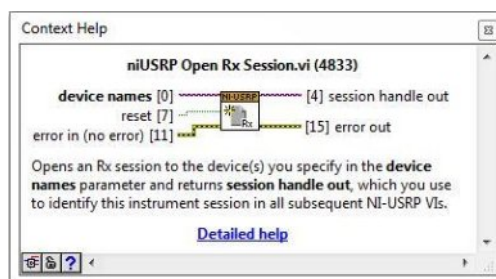 Context Help
niUSRP Open Rx Session.vi (4833)
device names [0]
NI-USRP
[4] session handle out
reset [7]
Rx
error in (no error) [11]
[15] error out
Opens an Rx session to the device(s) you specify in the device
names parameter and returns session handle out, which you use
to identify this instrument session in all subsequent NI-USRP VIs.
Detailed help
?